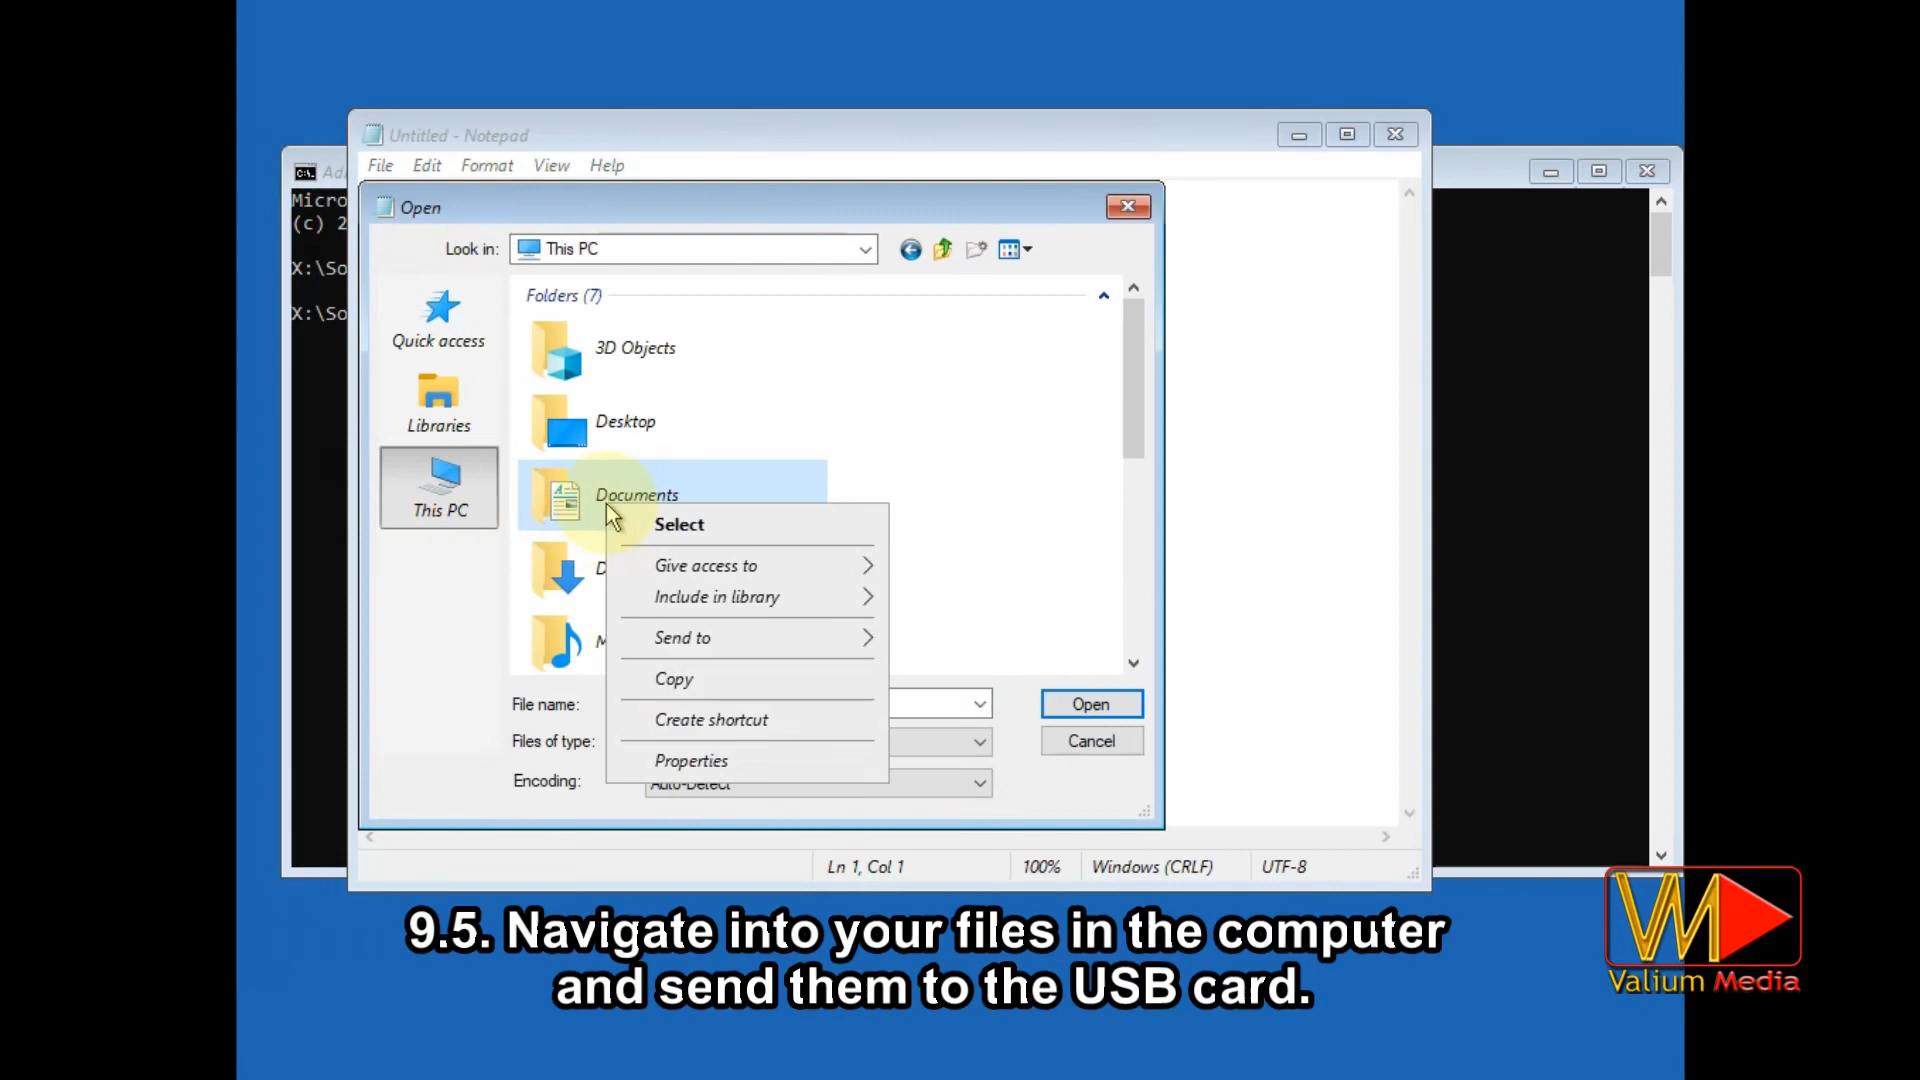 Untitled - Notepad
File Edit Format View Help
Micro
(c) 2
X:\So
X:\So
Open
Look in: This PC
Quick access
Libraries
This PC
Folders (7)
3D Objects
Desktop
Documents
D
M
Select
Give access to
Include in library
Send to
Copy
Create shortcut
Properties
File name:
Open
Files of type:
Cancel
Encoding: Auto-Detect
Ln 1, Col 1 100% Windows (CRLF) UTF-8
9.5. Navigate into your files in the computer
and send them to the USB card.
VM
Valium Media